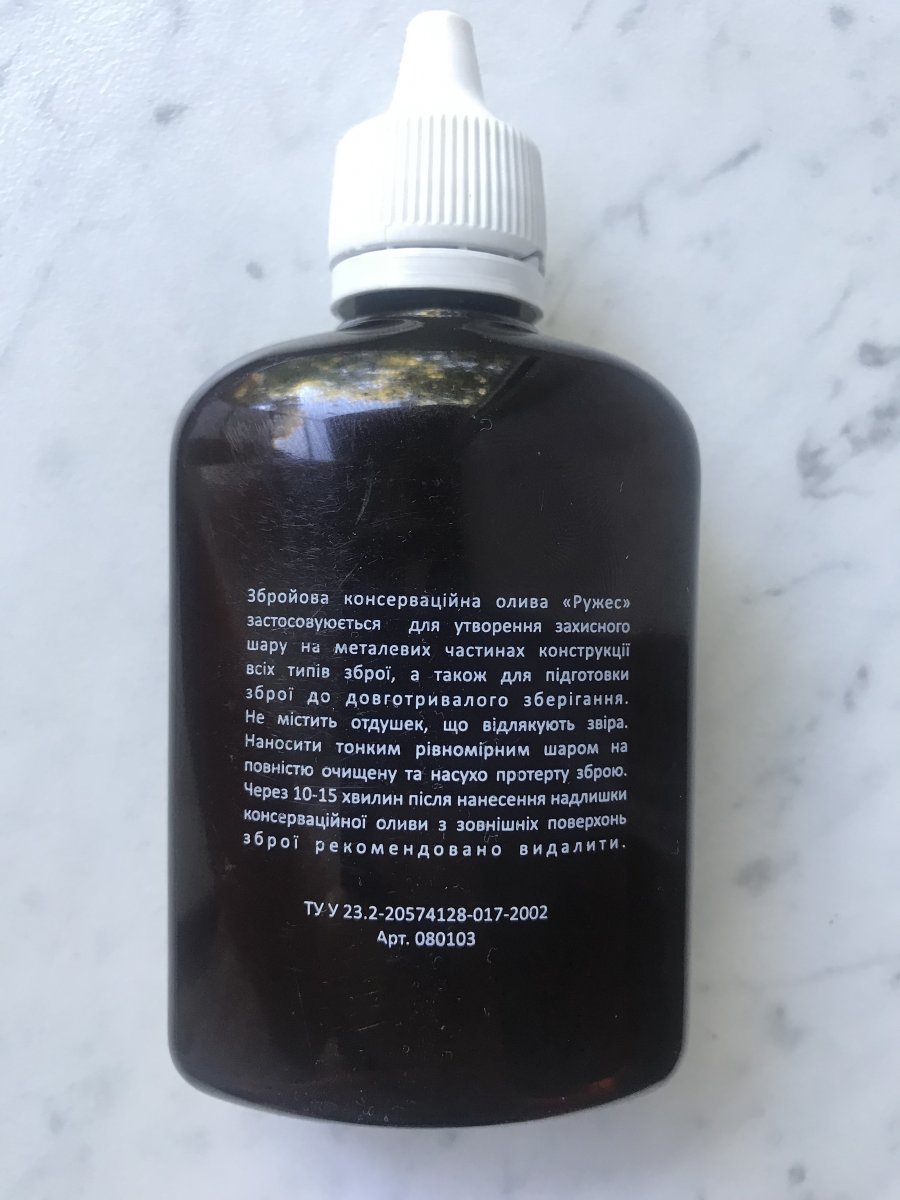 Збройова консерваційна олива «Ружес»
застосовуюється для утворення захисного
шару на металевих частинах конструкції
всіх типів зброї, а також для підготовки
зброї до довготривалого зберігання.
Не містить отдушек, що відлякують звіра.
Наносити тонким рівномірним шаром на
повністю очищену та насухо протерту зброю.
Через 10-15 хвилин після нанесення надлишки
консерваційної оливи з зовнішніх поверхонь
зброї рекомендовано видалити.
ТУ У 23.2-20574128-017-2002
Арт. 080103